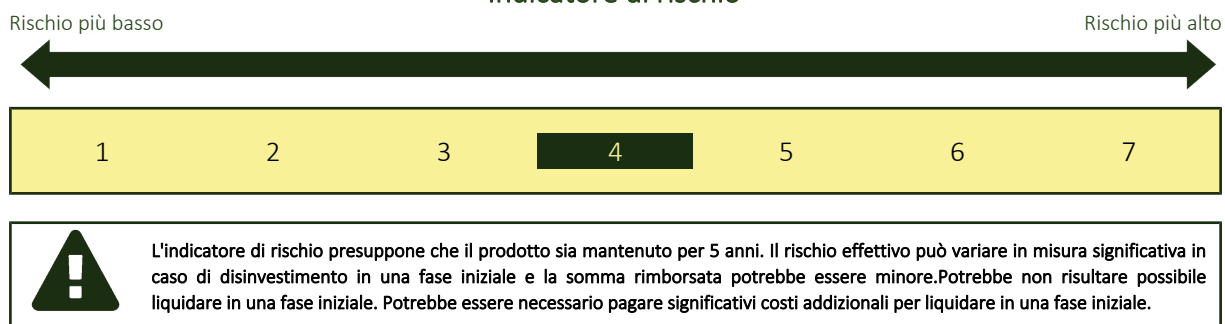 Indicatore di rischio
Rischio più basso
Rischio più alto
1 2 3 4 5 6 7
L'indicatore di rischio presuppone che il prodotto sia mantenuto per 5 anni. Il rischio effettivo può variare in misura significativa in
caso di disinvestimento in una fase iniziale e la somma rimborsata potrebbe essere minore.Potrebbe non risultare possibile
liquidare in una fase iniziale. Potrebbe essere necessario pagare significativi costi addizionali per liquidare in una fase iniziale.